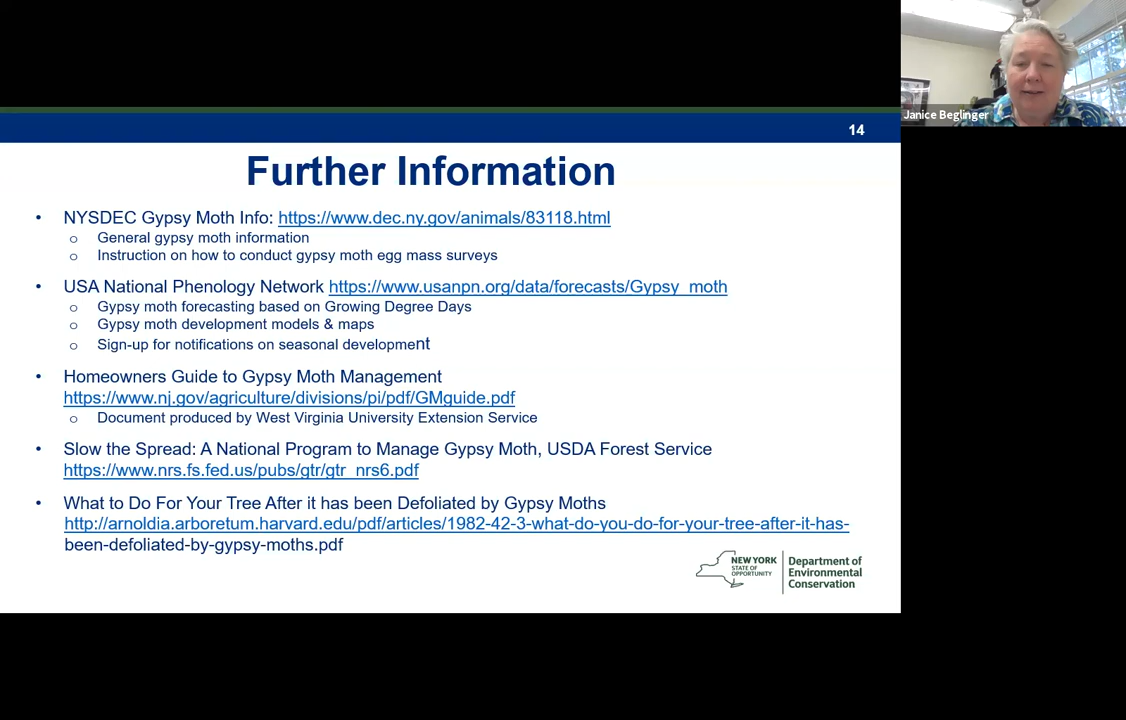 14
Janice Beglinger
Further Information
• NYSDEC Gypsy Moth Info: https://www.dec.ny.gov/animals/83118.html
o General gypsy moth information
o Instruction on how to conduct gypsy moth egg mass surveys
• USA National Phenology Network https://www.usanpn.org/data/forecasts/Gypsy_moth
o Gypsy moth forecasting based on Growing Degree Days
o Gypsy moth development models & maps
o Sign-up for notifications on seasonal development
• Homeowners Guide to Gypsy Moth Management
https://www.nj.gov/agriculture/divisions/pi/pdf/GMguide.pdf
o Document produced by West Virginia University Extension Service
• Slow the Spread: A National Program to Manage Gypsy Moth, USDA Forest Service
https://www.nrs.fs.fed.us/pubs/gtr/gtr_nrs6.pdf
• What to Do For Your Tree After it has been Defoliated by Gypsy Moths
http://arnoldia.arboretum.harvard.edu/pdf/articles/1982-42-3-what-do-you-do-for-your-tree-after-it-has-
been-defoliated-by-gypsy-moths.pdf
NEW YORK
STATE OF
OPPORTUNITY
Department of
Environmental
Conservation